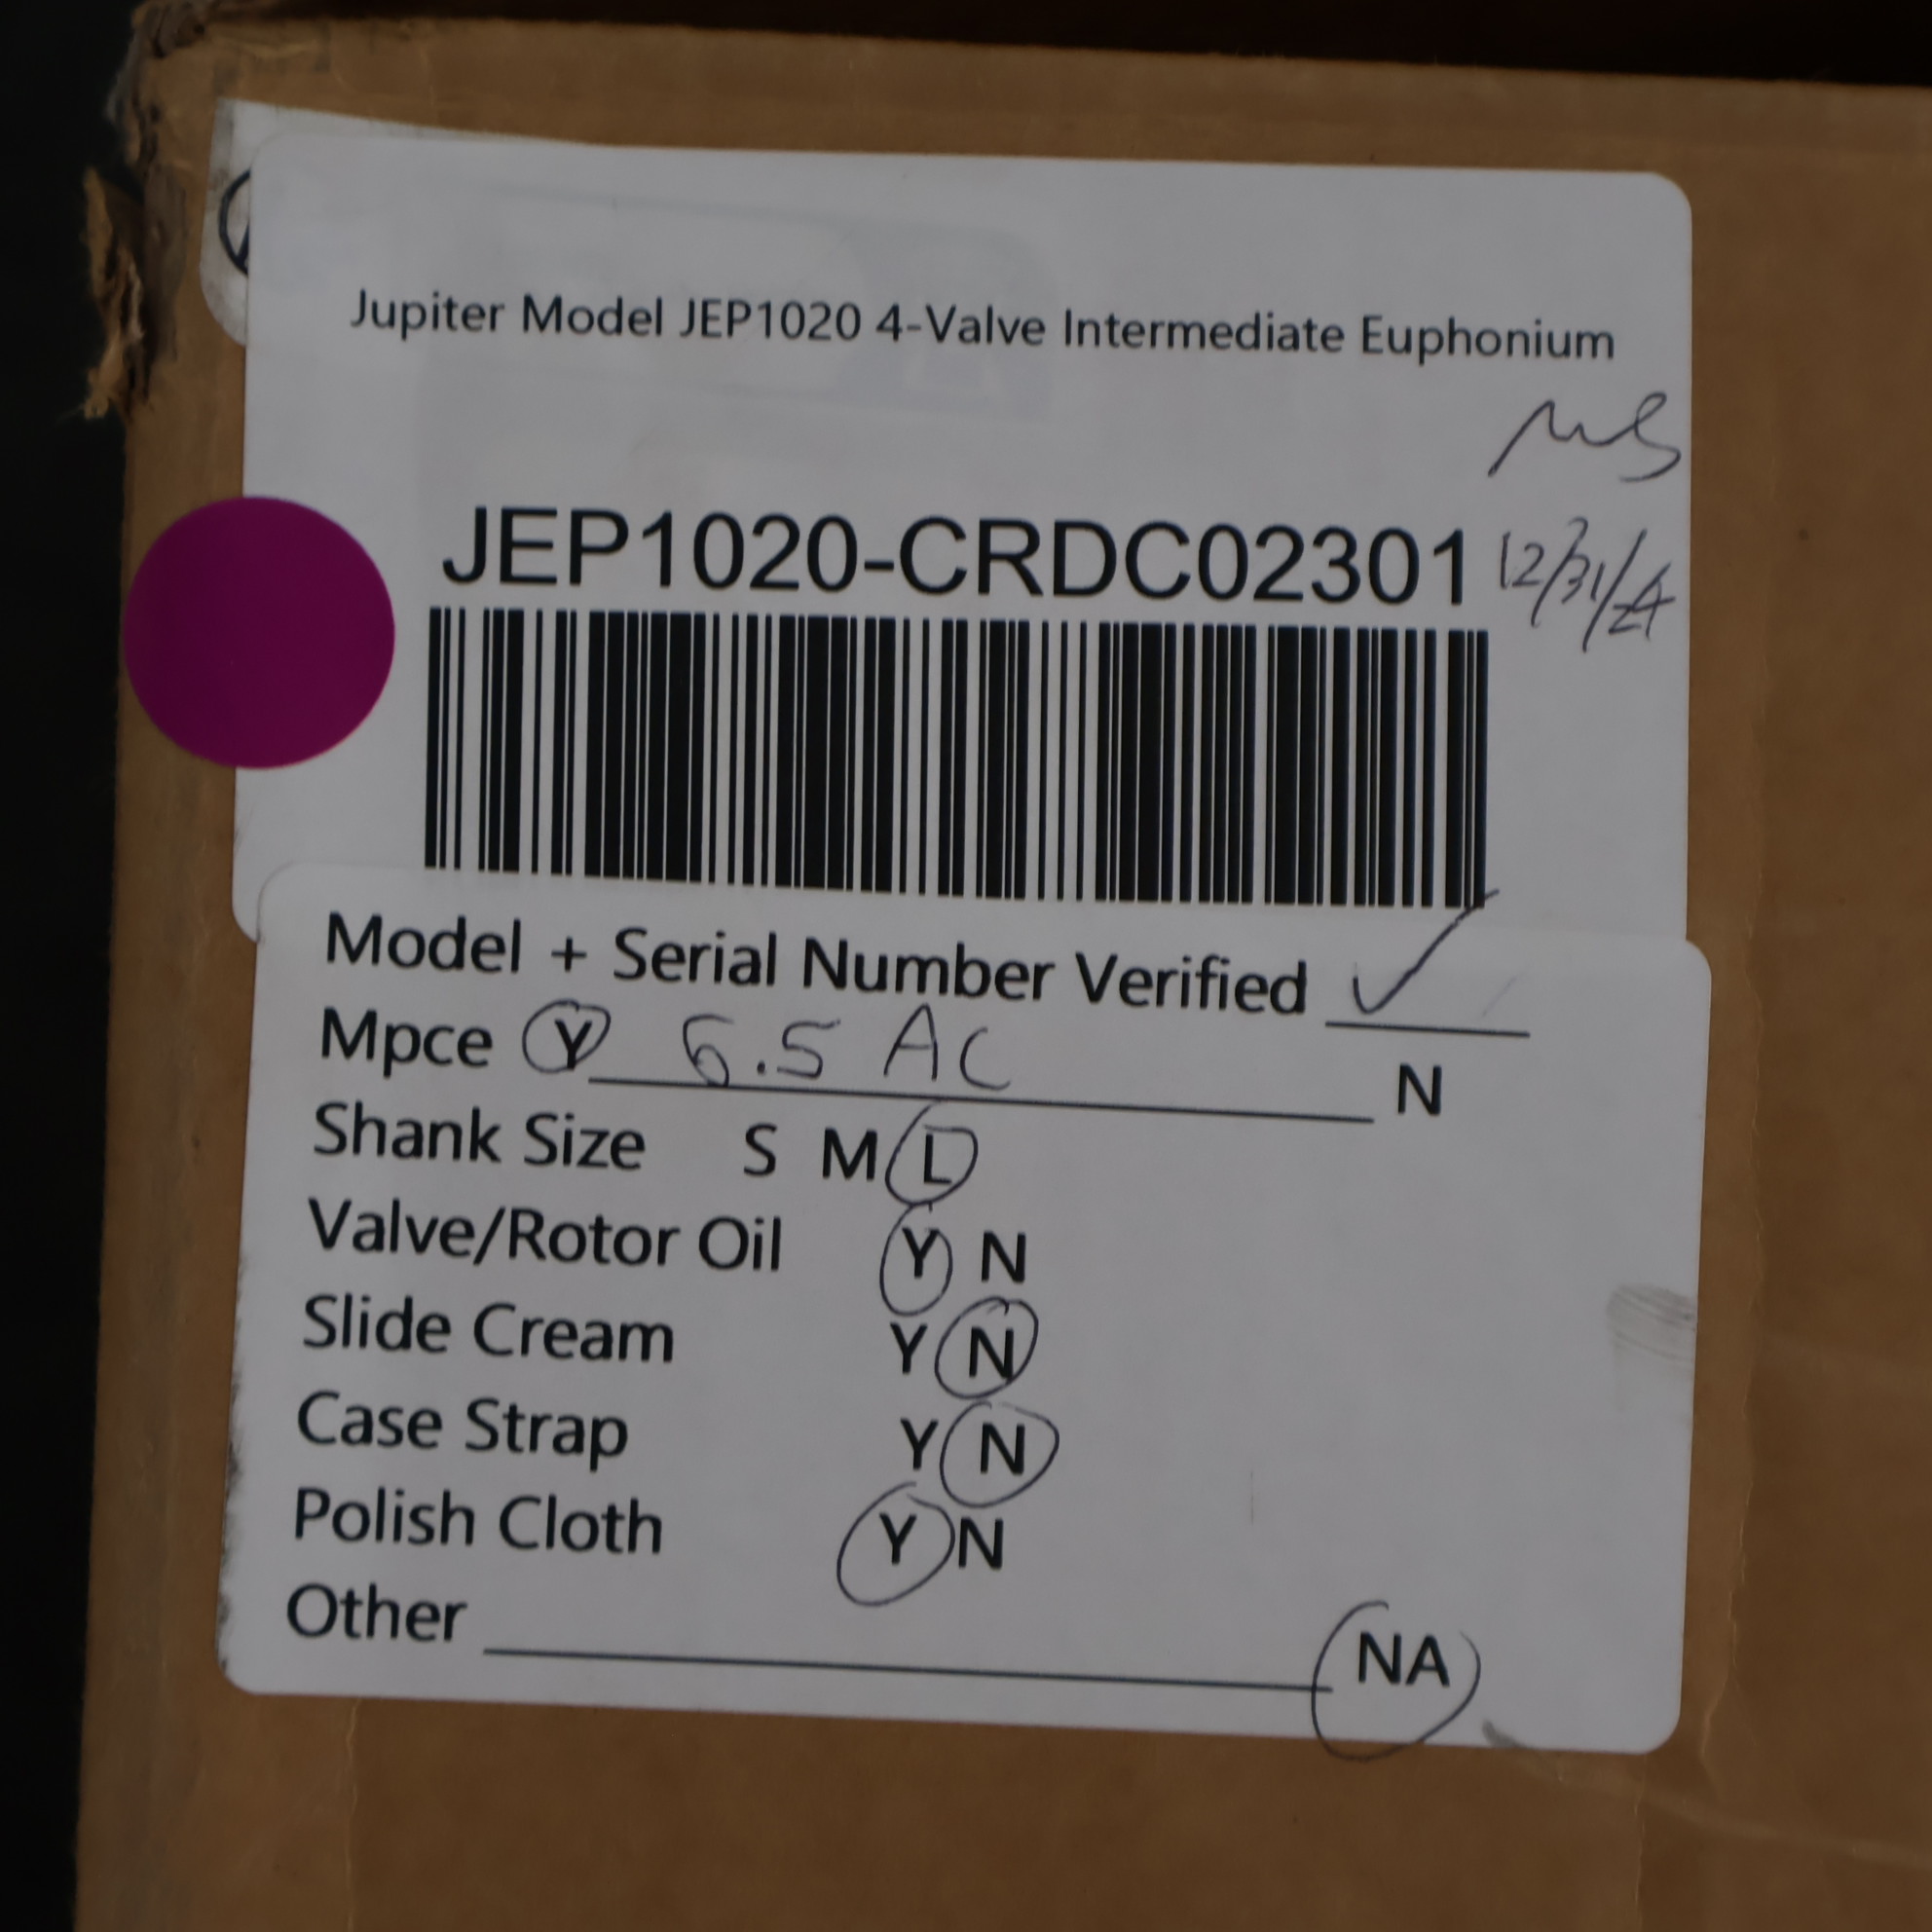 Jupiter Model JEP1020 4-Valve Intermediate Euphonium
MS
JEP1020-CRDC02301 12/31/24
Model + Serial Number Verified ✓
Mpce Y 6.5 AC N
Shank Size S M L
Valve/Rotor Oil Y N
Slide Cream Y N
Case Strap Y N
Polish Cloth Y N
Other NA